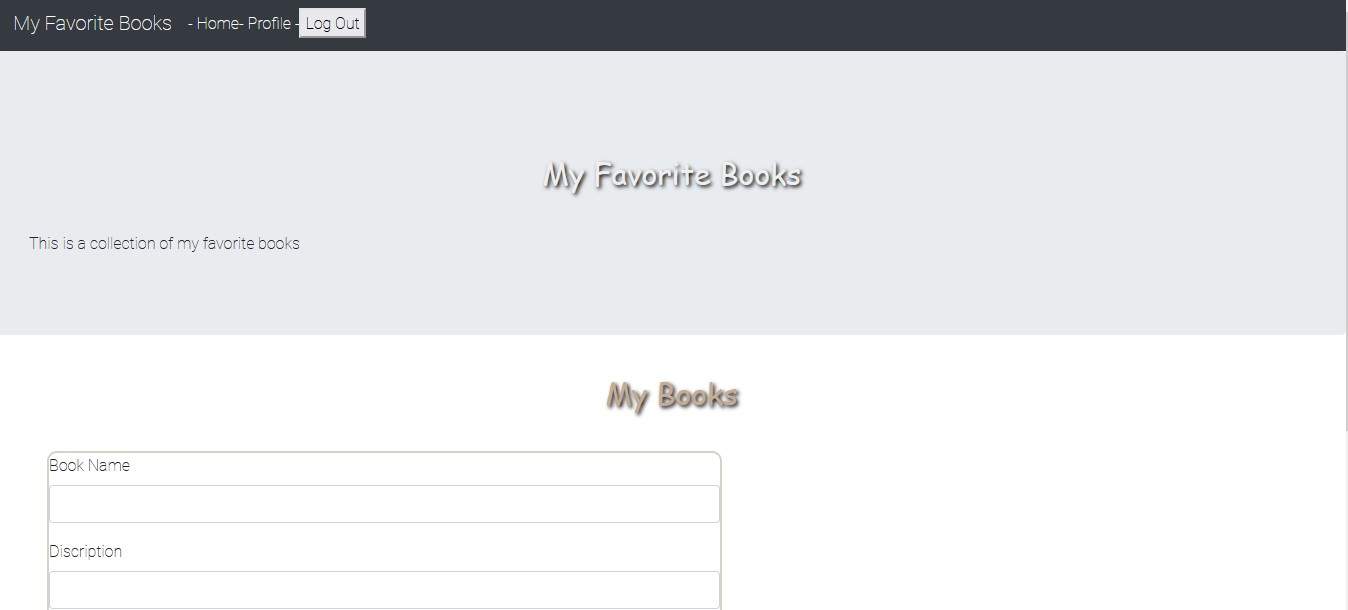 My Favorite Books - Home- Profile -Log Out
My Favorite Books
This is a collection of my favorite books
My Books
Book Name
Discription